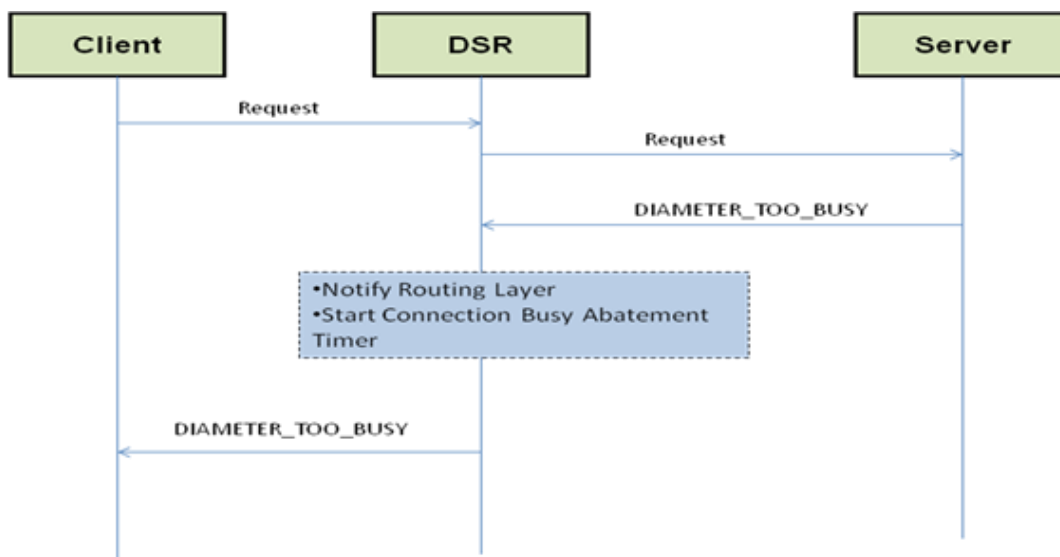 Client
DSR
Server
Request
Request
DIAMETER_TOO_BUSY
•Notify Routing Layer
•Start Connection Busy Abatement
Timer
DIAMETER_TOO_BUSY